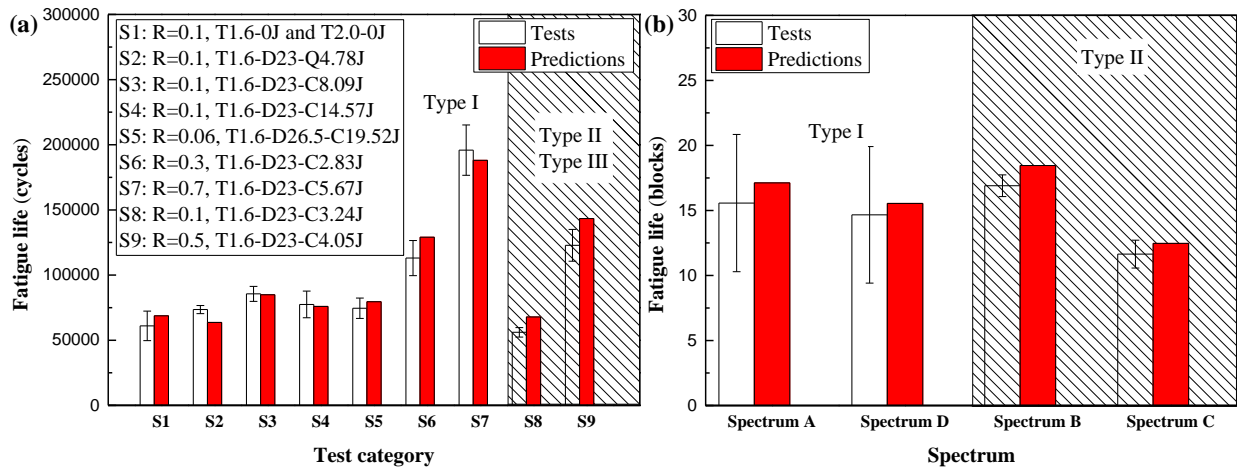 (a)
300000
250000
200000
150000
100000
50000
0
Fatigue life (cycles)
S1: R=0.1, T1.6-0J and T2.0-0J
S2: R=0.1, T1.6-D23-Q4.78J
S3: R=0.1, T1.6-D23-C8.09J
S4: R=0.1, T1.6-D23-C14.57J
S5: R=0.06, T1.6-D26.5-C19.52J
S6: R=0.3, T1.6-D23-C2.83J
S7: R=0.7, T1.6-D23-C5.67J
S8: R=0.1, T1.6-D23-C3.24J
S9: R=0.5, T1.6-D23-C4.05J
Tests
Predictions
Type I
Type II
Type III
S1 S2 S3 S4 S5 S6 S7 S8 S9
Test category
(b)
30
25
20
15
10
5
0
Fatigue life (blocks)
Tests
Predictions
Type I
Type II
Spectrum A Spectrum D Spectrum B Spectrum C
Spectrum